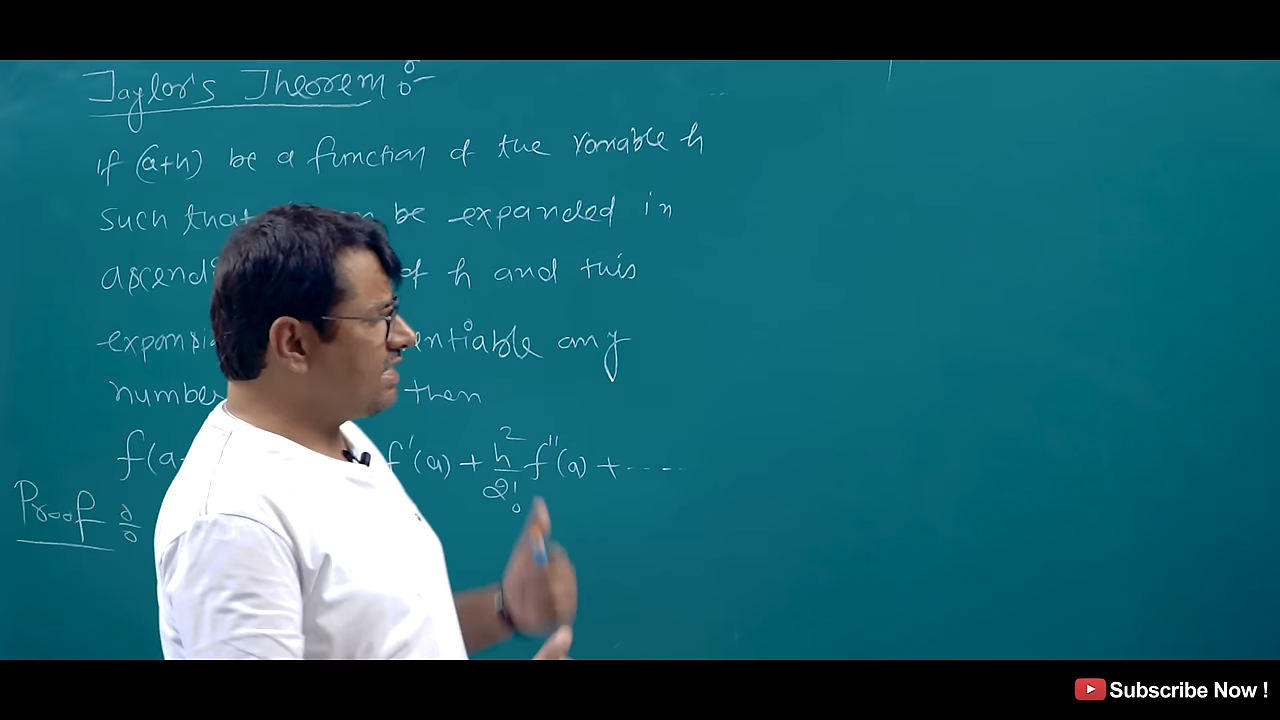 Taylor's Theorem :-
if (a+h) be a function of the variable h
such that be expanded in
ascendi of h and this
expansi entiable any
number then
f(a+ f'(a) + h²/2! f''(a) + ----
Proof :
Subscribe Now !